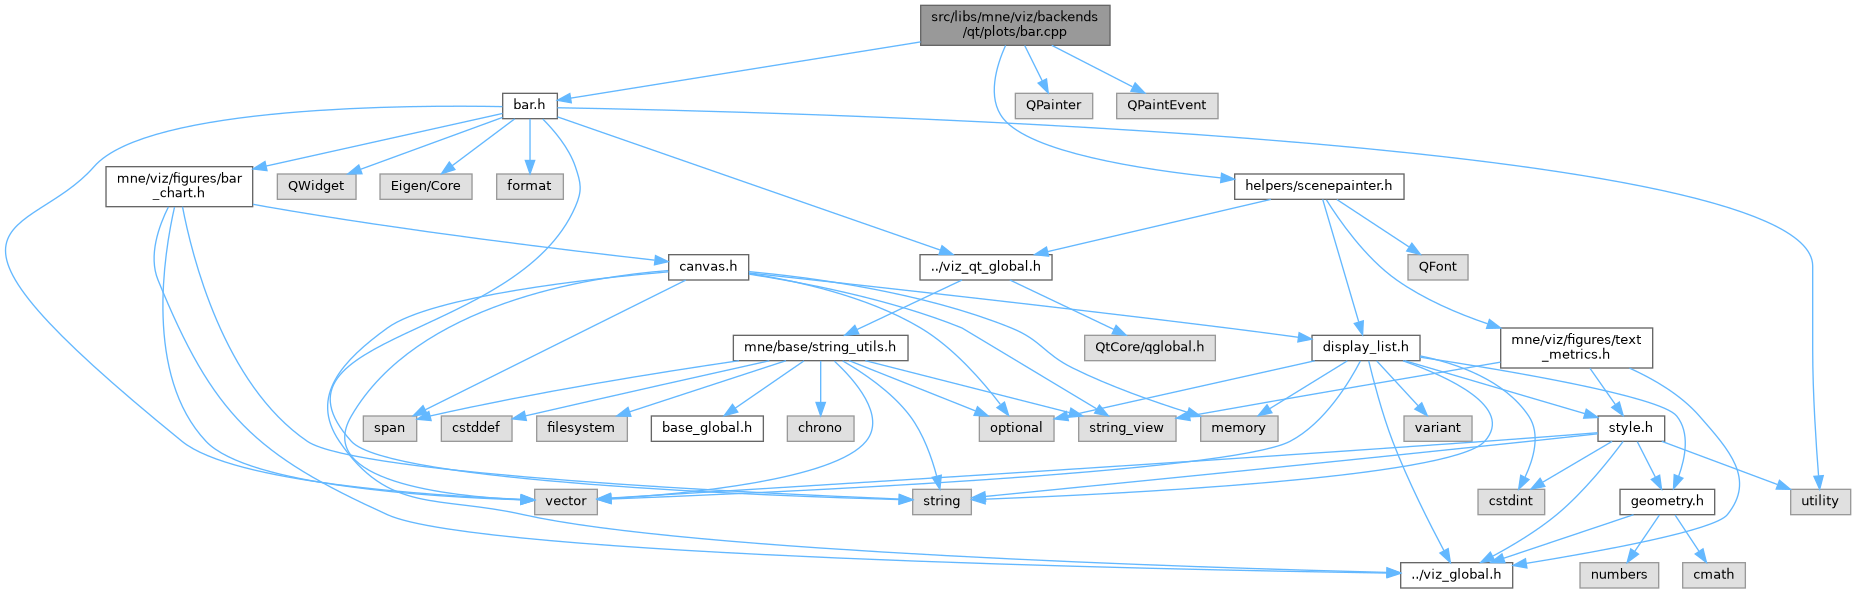 src/libs/mne/viz/backends
/qt/plots/bar.cpp
bar.h
QPainter
QPaintEvent
mne/viz/figures/bar
_chart.h
QWidget
Eigen/Core
format
helpers/scenepainter.h
canvas.h
../viz_qt_global.h
QFont
mne/base/string_utils.h
QtCore/qglobal.h
display_list.h
mne/viz/figures/text
_metrics.h
span
cstddef
filesystem
base_global.h
chrono
optional
string_view
memory
variant
style.h
vector
string
cstdint
geometry.h
utility
../viz_global.h
numbers
cmath